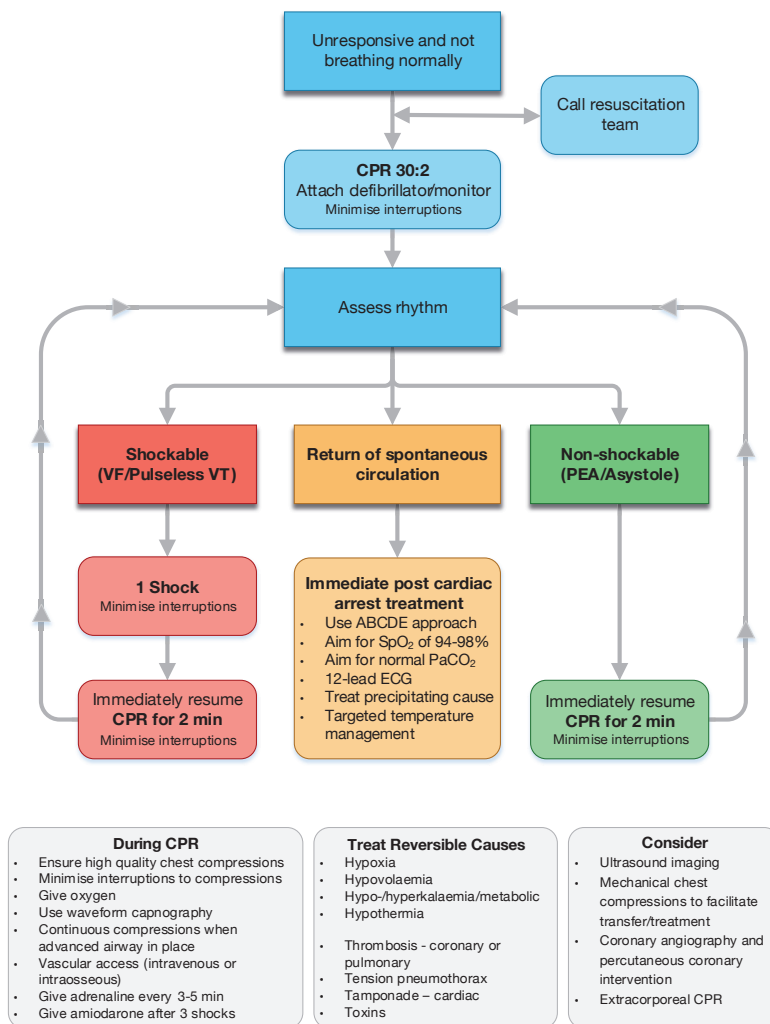 Unresponsive and not
breathing normally
Call resuscitation
team
CPR 30:2
Attach defibrillator/monitor
Minimise interruptions
Assess rhythm
Shockable
(VF/Pulseless VT)
Return of spontaneous
circulation
Non-shockable
(PEA/Asystole)
1 Shock
Minimise interruptions
Immediately resume
CPR for 2 min
Minimise interruptions
Immediate post cardiac
arrest treatment
• Use ABCDE approach
• Aim for SpO₂ of 94-98%
• Aim for normal PaCO₂
• 12-lead ECG
• Treat precipitating cause
• Targeted temperature
management
Immediately resume
CPR for 2 min
Minimise interruptions
During CPR
• Ensure high quality chest compressions
• Minimise interruptions to compressions
• Give oxygen
• Use waveform capnography
• Continuous compressions when
advanced airway in place
• Vascular access (intravenous or
intraosseous)
• Give adrenaline every 3-5 min
• Give amiodarone after 3 shocks
Treat Reversible Causes
• Hypoxia
• Hypovolaemia
• Hypo-/hyperkalaemia/metabolic
• Hypothermia
• Thrombosis - coronary or
pulmonary
• Tension pneumothorax
• Tamponade – cardiac
• Toxins
Consider
• Ultrasound imaging
• Mechanical chest
compressions to facilitate
transfer/treatment
• Coronary angiography and
percutaneous coronary
intervention
• Extracorporeal CPR